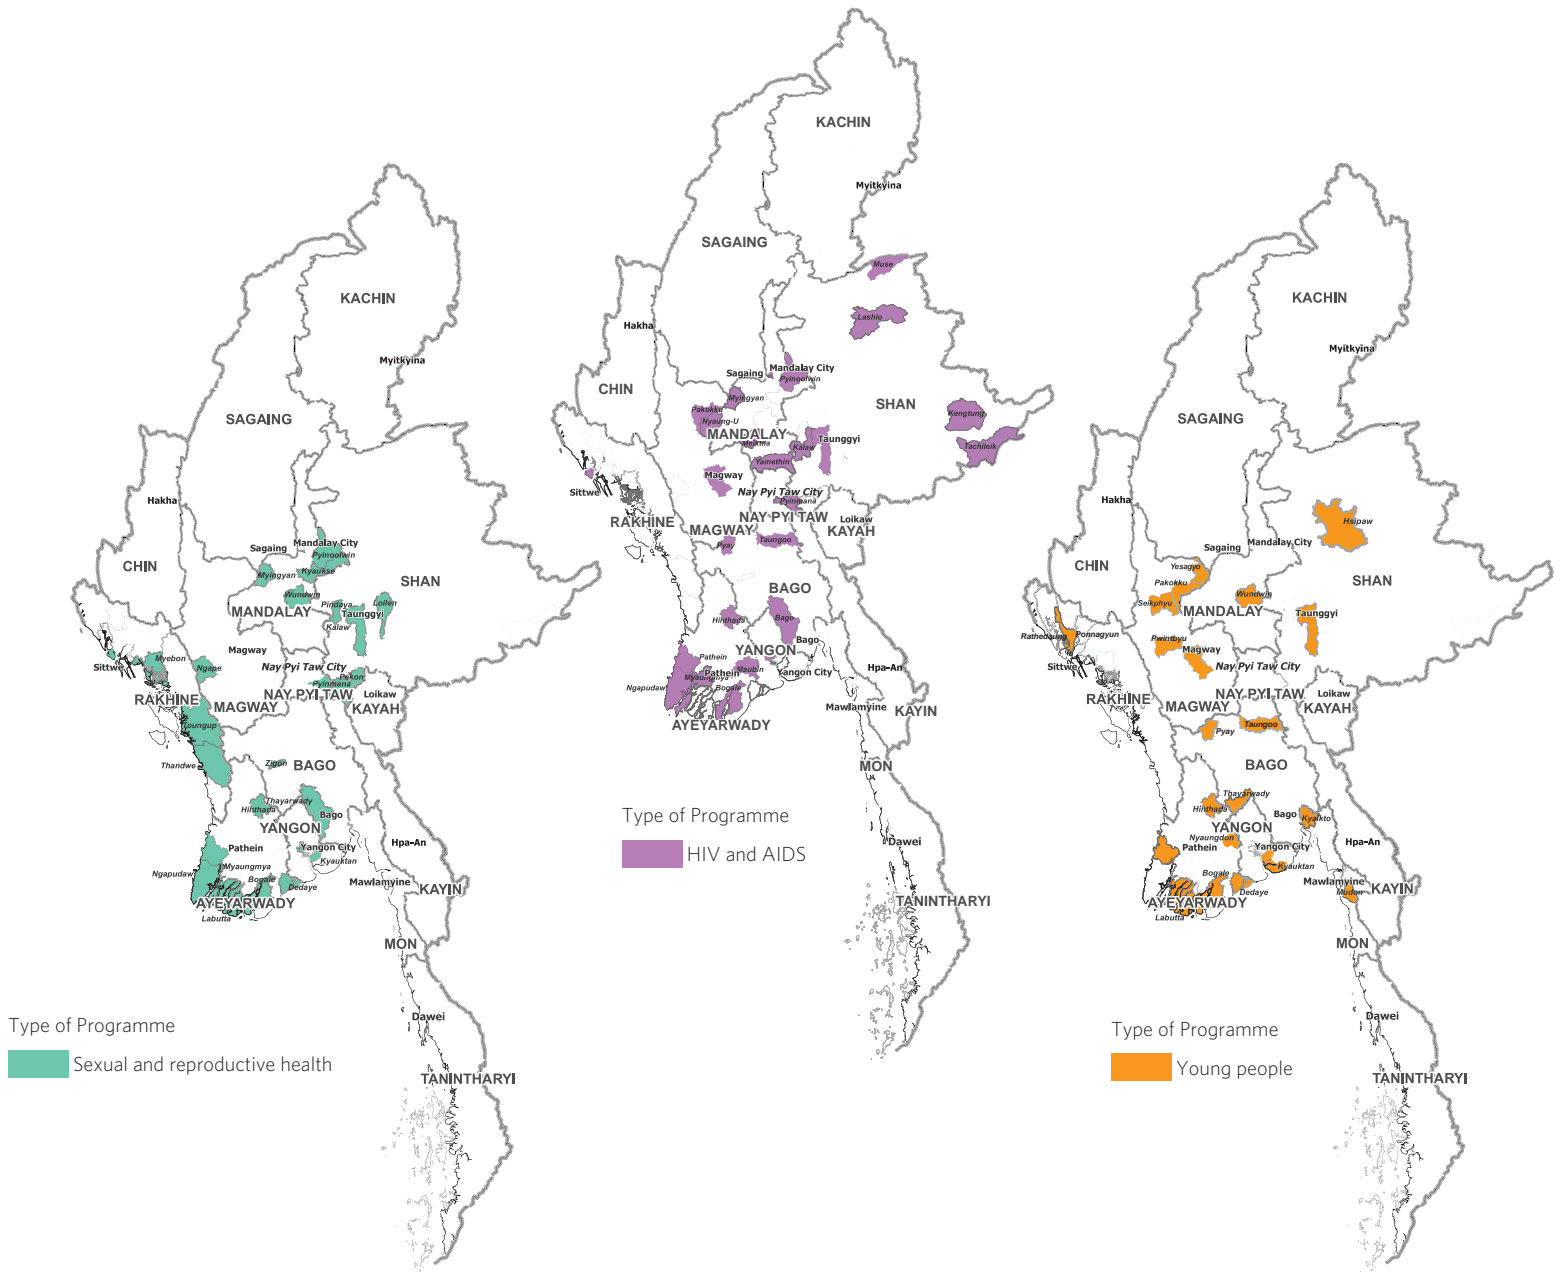 KACHIN
Myitkyina
SAGAING
Hakha
CHIN
Sagaing
Mandalay City
Pyinoolwin
Myingyan
Kyaukse
SHAN
Wundwin
MANDALAY
Pindaya
Loilen
Taunggyi
Kalaw
Sittwe
Myebon
Ngape
Magway
Nay Pyi Taw City
Pekon
Pyinmana
NAY PYI TAW
Loikaw
KAYAH
RAKHINE
MAGWAY
Toungup
Thandwe
Zigon
BAGO
Thayarwady
Hinthada
Bago
YANGON
Pathein
Yangon City
Kyauktan
Hpa-An
Ngapudaw
Myaungmya
Bogale
Dedaye
Mawlamyine
KAYIN
AYEYARWADY
Labutta
MON
Dawei
TANINTHARYI
Type of Programme
Sexual and reproductive health
KACHIN
Myitkyina
SAGAING
Muse
Lashio
Hakha
CHIN
Sagaing
Mandalay City
Pyinoolwin
Myingyan
SHAN
Pakokku
Nyaung-U
Kengtung
MANDALAY
Meiktila
Kalaw
Taunggyi
Tachileik
Yamethin
Magway
Sittwe
Nay Pyi Taw City
Pyinmana
RAKHINE
NAY PYI TAW
Loikaw
KAYAH
MAGWAY
Pyay
Taungoo
BAGO
Hinthada
Bago
Bago
YANGON
Pathein
Pathein
Maubin
Yangon City
Hpa-An
Myaungmya
Ngapudaw
Bogale
Mawlamyine
KAYIN
AYEYARWADY
MON
Dawei
TANINTHARYI
Type of Programme
HIV and AIDS
KACHIN
Myitkyina
SAGAING
Hakha
CHIN
Sagaing
Mandalay City
Hsipaw
SHAN
Yesagyo
Pakokku
Seikphyu
Wundwin
MANDALAY
Taunggyi
Rathedaung
Ponnagyun
Pwintbyu
Magway
Sittwe
Nay Pyi Taw City
RAKHINE
NAY PYI TAW
Loikaw
KAYAH
MAGWAY
Pyay
Taungoo
BAGO
Thayarwady
Hinthada
Bago
Kyaikto
YANGON
Nyaungdon
Pathein
Yangon City
Hpa-An
Kyauktan
Bogale
Dedaye
Mawlamyine
Mudon
KAYIN
AYEYARWADY
Labutta
MON
Dawei
TANINTHARYI
Type of Programme
Young people